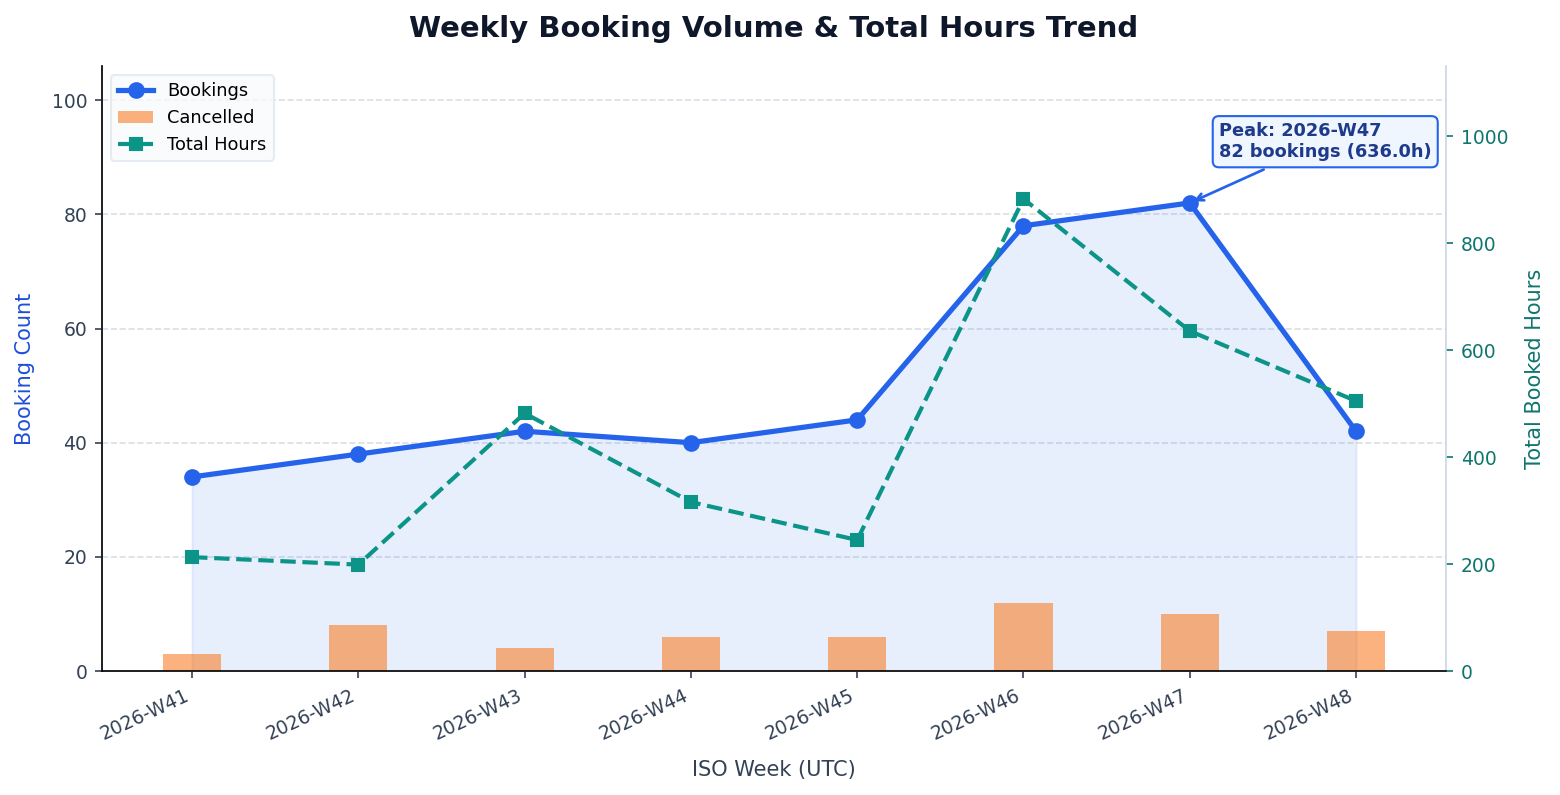 Weekly Booking Volume & Total Hours Trend
Bookings
Cancelled
Total Hours
Peak: 2026-W47
82 bookings (636.0h)
Booking Count
100
80
60
40
20
0
1000
800
600
400
200
0
Total Booked Hours
2026-W41
2026-W42
2026-W43
2026-W44
2026-W45
2026-W46
2026-W47
2026-W48
ISO Week (UTC)